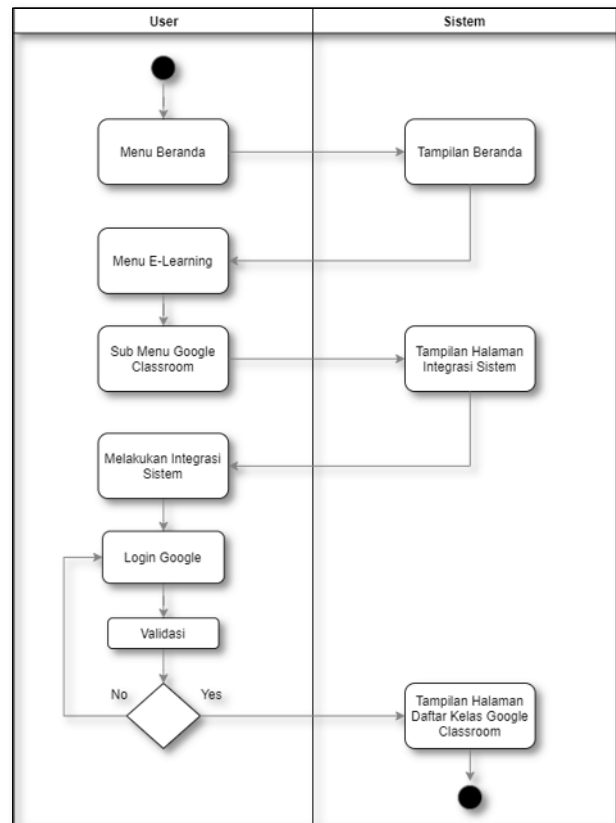 User
Sistem
Menu Beranda
Tampilan Beranda
Menu E-Learning
Sub Menu Google
Classroom
Tampilan Halaman
Integrasi Sistem
Melakukan Integrasi
Sistem
Login Google
Validasi
No
Yes
Tampilan Halaman
Daftar Kelas Google
Classroom